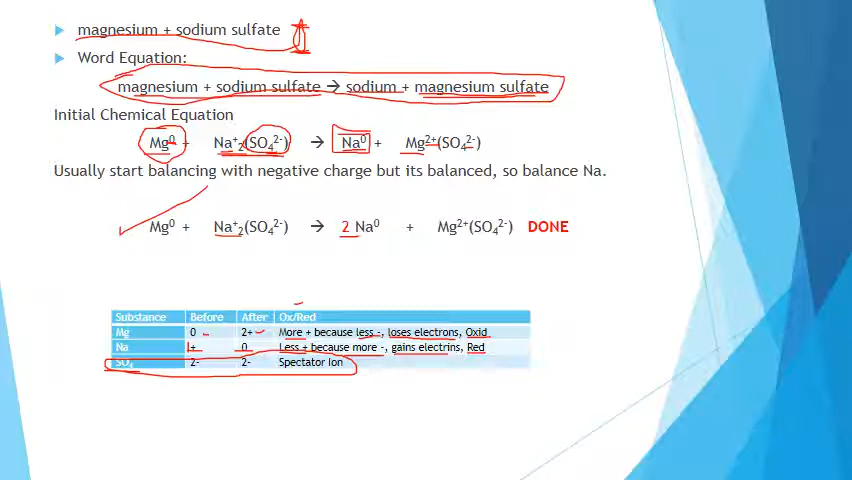 magnesium + sodium sulfate
Word Equation:
magnesium + sodium sulfate → sodium + magnesium sulfate
Initial Chemical Equation
Mg⁰ + Na⁺₂(SO₄²⁻) → Na⁰ + Mg²⁺(SO₄²⁻)
Usually start balancing with negative charge but its balanced, so balance Na.
Mg⁰ + Na⁺₂(SO₄²⁻) → 2 Na⁰ + Mg²⁺(SO₄²⁻) DONE
Substance Before After Ox/Red
Mg 0 2+ More + because less -, loses electrons, Oxid
Na 1+ 0 Less + because more -, gains electrins, Red
SO₄ 2- 2- Spectator Ion